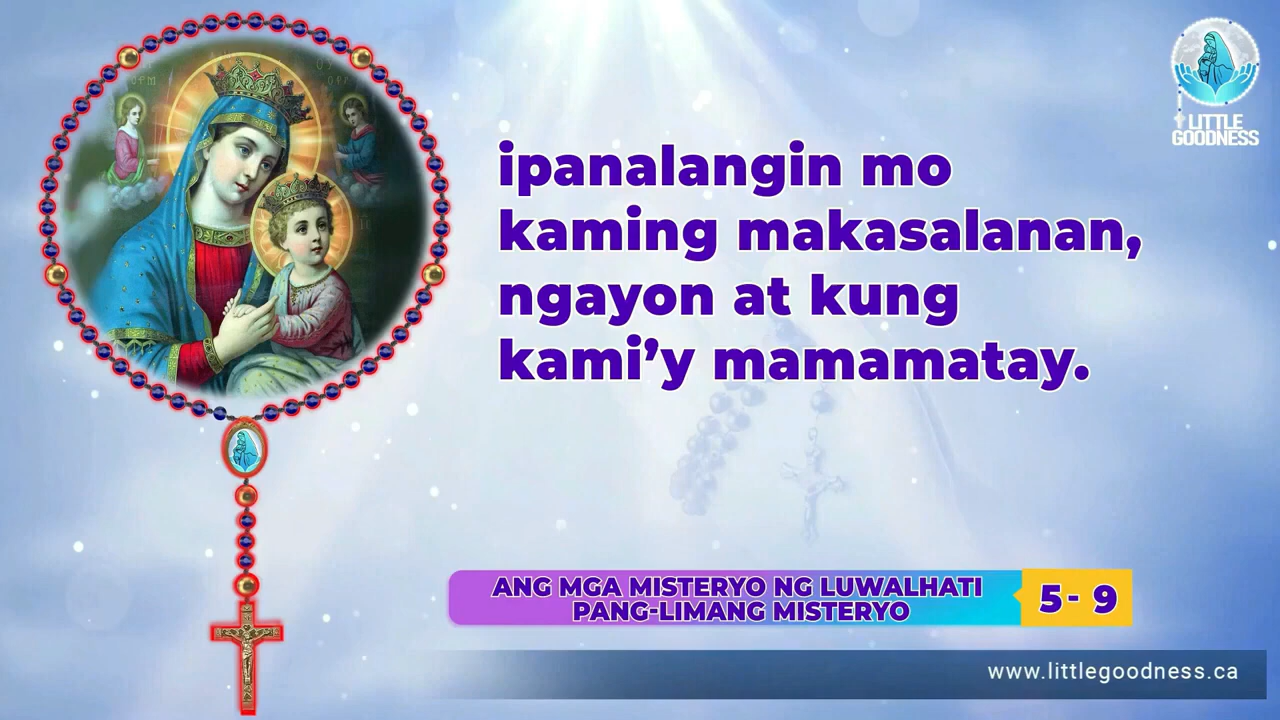 LITTLE
GOODNESS
ipanalangin mo
kaming makasalanan,
ngayon at kung
kami’y mamamatay.
ANG MGA MISTERYO NG LUWALHATI
PANG-LIMANG MISTERYO
5 - 9
www.littlegoodness.ca